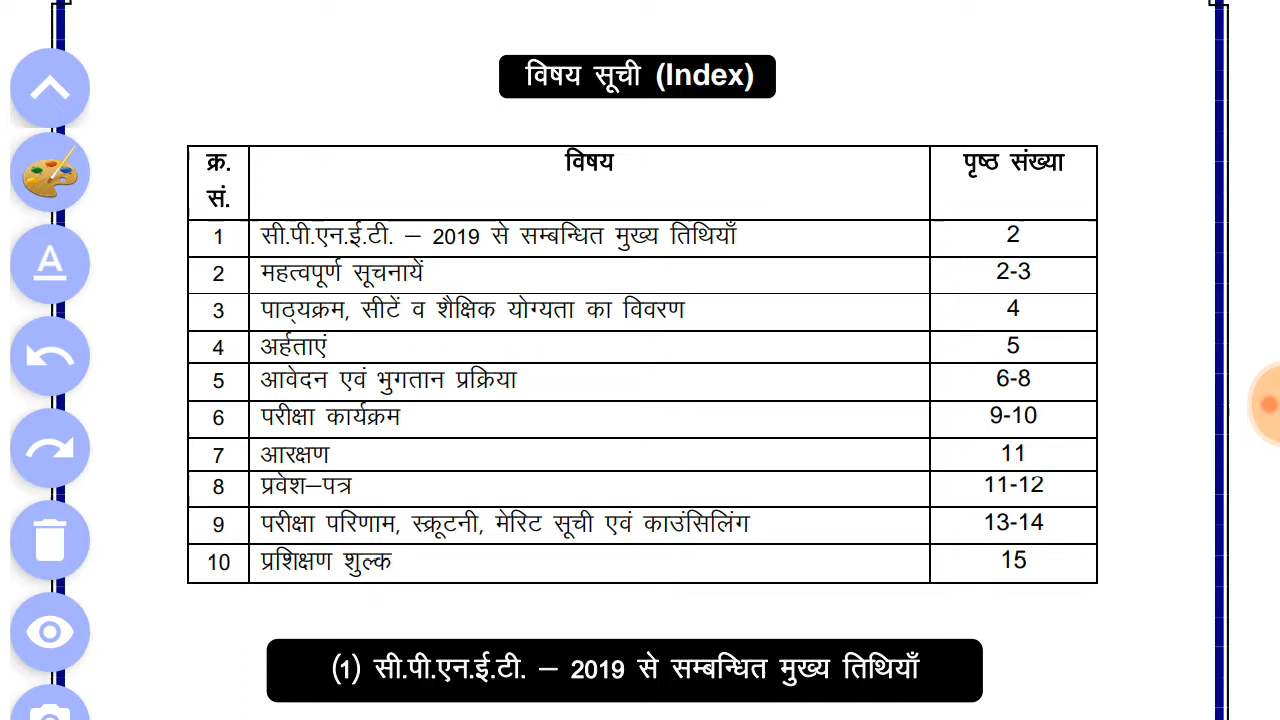 विषय सूची (Index)
क्र. सं. विषय पृष्ठ संख्या
1 सी.पी.एन.ई.टी. – 2019 से सम्बन्धित मुख्य तिथियाँ 2
2 महत्वपूर्ण सूचनायें 2-3
3 पाठ्यक्रम, सीटें व शैक्षिक योग्यता का विवरण 4
4 अर्हताएं 5
5 आवेदन एवं भुगतान प्रक्रिया 6-8
6 परीक्षा कार्यक्रम 9-10
7 आरक्षण 11
8 प्रवेश–पत्र 11-12
9 परीक्षा परिणाम, स्क्रूटनी, मेरिट सूची एवं काउंसिलिंग 13-14
10 प्रशिक्षण शुल्क 15
(1) सी.पी.एन.ई.टी. – 2019 से सम्बन्धित मुख्य तिथियाँ